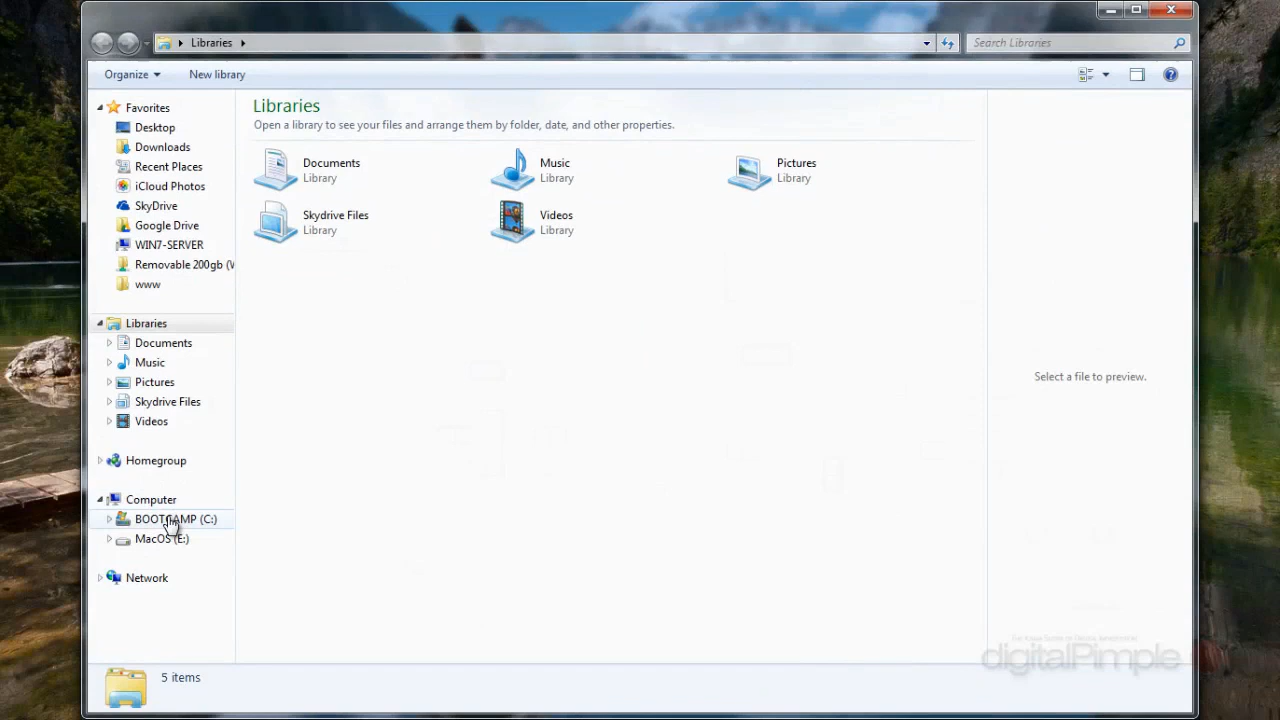 Libraries
Search Libraries
Organize
New library
Favorites
Desktop
Downloads
Recent Places
iCloud Photos
SkyDrive
Google Drive
WIN7-SERVER
Removable 200gb (W
www
Libraries
Documents
Music
Pictures
Skydrive Files
Videos
Homegroup
Computer
BOOTCAMP (C:)
MacOS (E:)
Network
Libraries
Open a library to see your files and arrange them by folder, date, and other properties.
Documents
Library
Music
Library
Pictures
Library
Skydrive Files
Library
Videos
Library
Select a file to preview.
digitalPimple
5 items